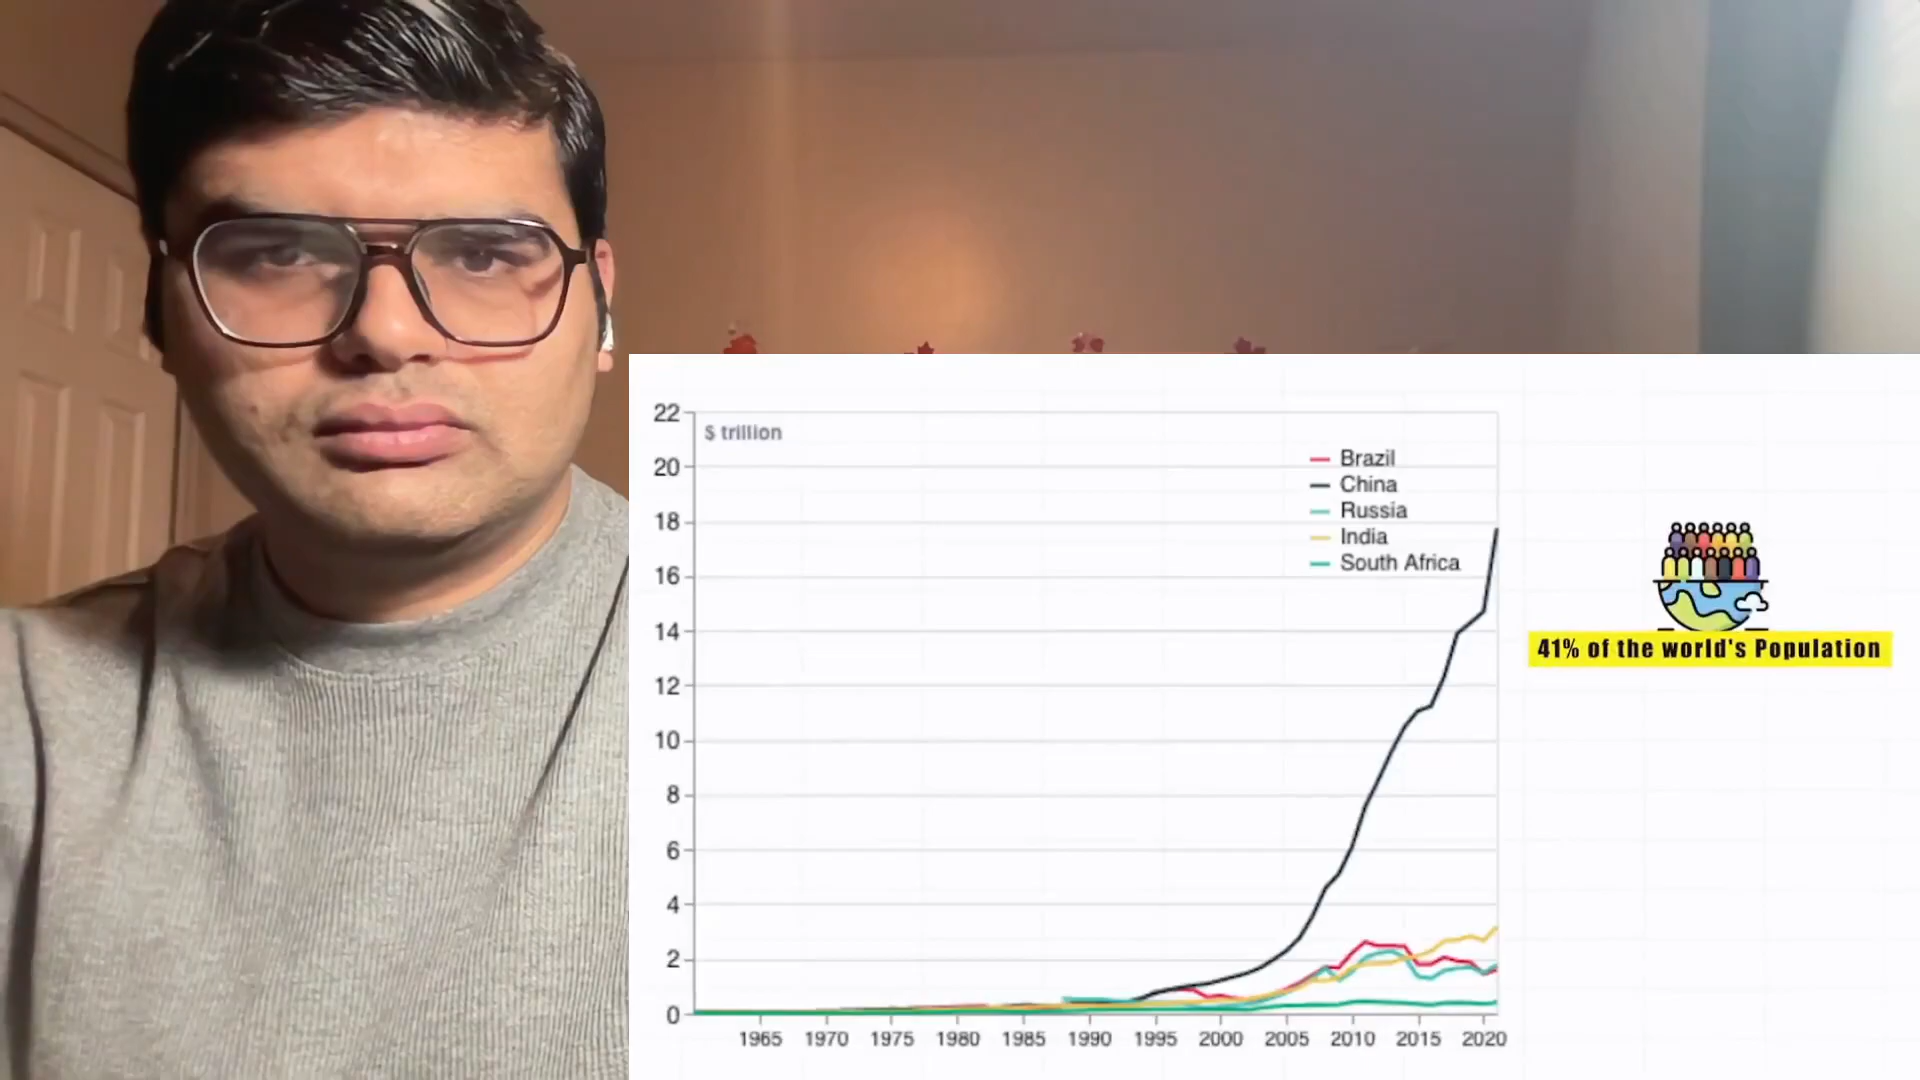 22
$ trillion
20
18
16
14
12
10
8
6
4
2
0
Brazil
China
Russia
India
South Africa
1965 1970 1975 1980 1985 1990 1995 2000 2005 2010 2015 2020
41% of the world's Population